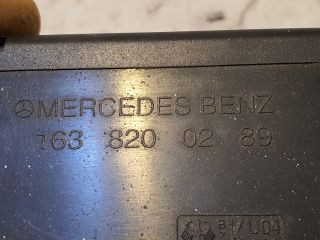 MERCEDES BENZ
163 820 02 89